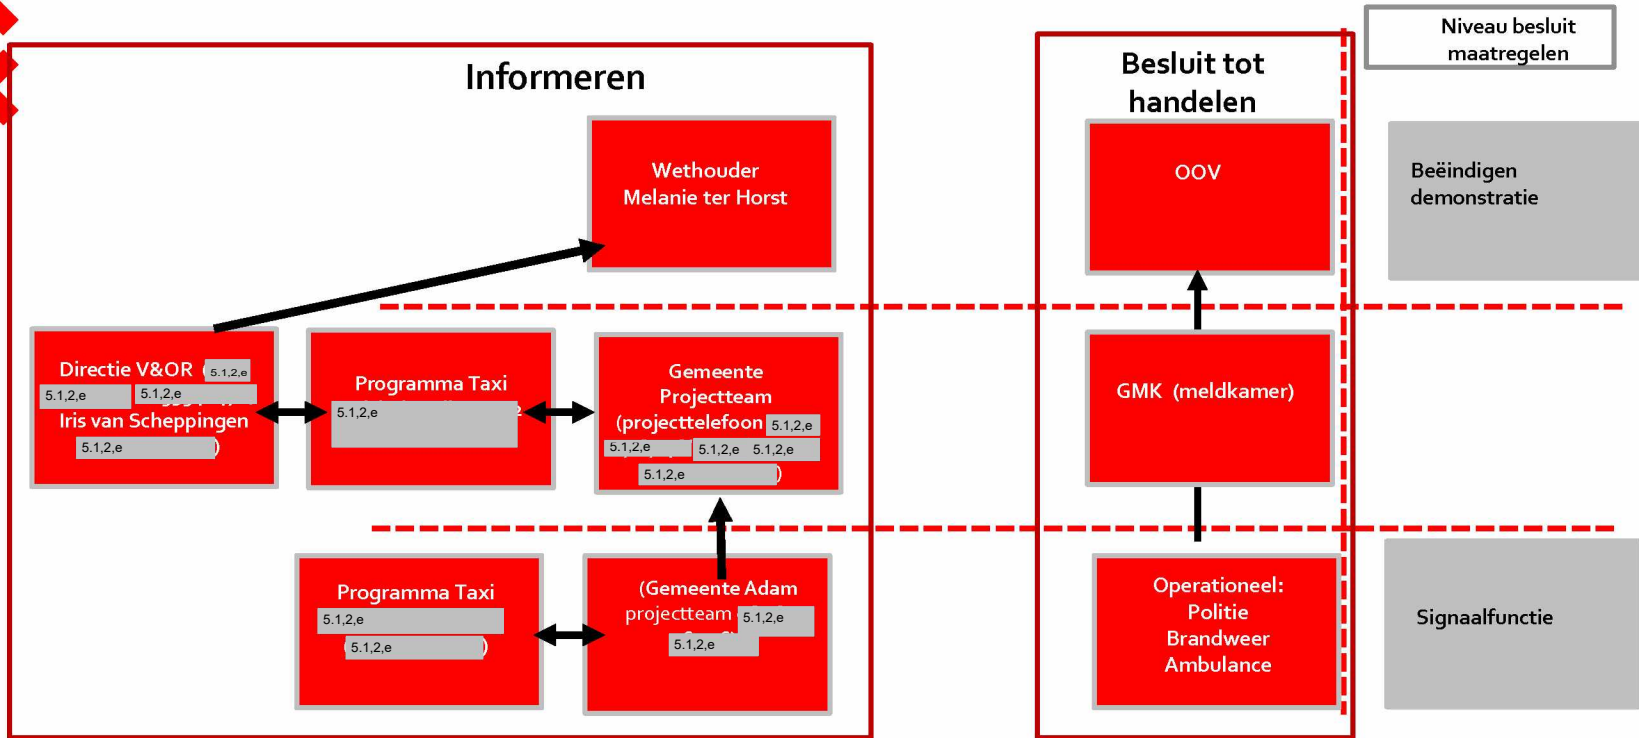 Niveau besluit
maatregelen
Informeren
Besluit tot
handelen
Wethouder
Melanie ter Horst
OOV
Beëindigen
demonstratie
Directie V&OR ( 5.1,2,e
5.1,2,e 5.1,2,e
Iris van Scheppingen
5.1,2,e )
Programma Taxi
5.1,2,e
Gemeente
Projectteam
(projecttelefoon 5.1,2,e
5.1,2,e 5.1,2,e 5.1,2,e
5.1,2,e )
GMK (meldkamer)
Programma Taxi
5.1,2,e
( 5.1,2,e )
(Gemeente Adam
projectteam 5.1,2,e
5.1,2,e
Operationeel:
Politie
Brandweer
Ambulance
Signaalfunctie